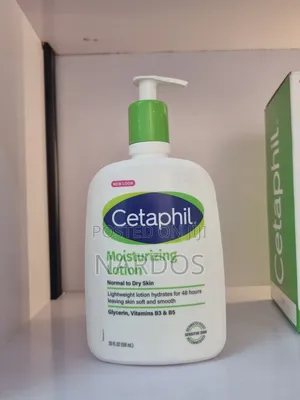 NEW LOOK
Cetaphil
POSTED ON JIJI
Moisturizing
Lotion
NARDOS
Normal to Dry Skin
Lightweight lotion hydrates for 48 hours
leaving skin soft and smooth
Glycerin, Vitamins B3 & B5
Cetaphil